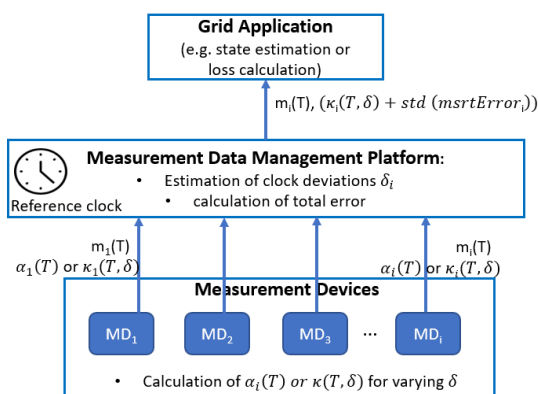 Grid Application
(e.g. state estimation or
loss calculation)
mᵢ(T), (κᵢ(T, δ) + std (msrtErrorᵢ))
Measurement Data Management Platform:
• Estimation of clock deviations δᵢ
• calculation of total error
Reference clock
m₁(T)
α₁(T) or κ₁(T, δ)
mᵢ(T)
αᵢ(T) or κᵢ(T, δ)
Measurement Devices
MD₁ MD₂ MD₃ ... MDᵢ
• Calculation of αᵢ(T) or κ(T, δ) for varying δ